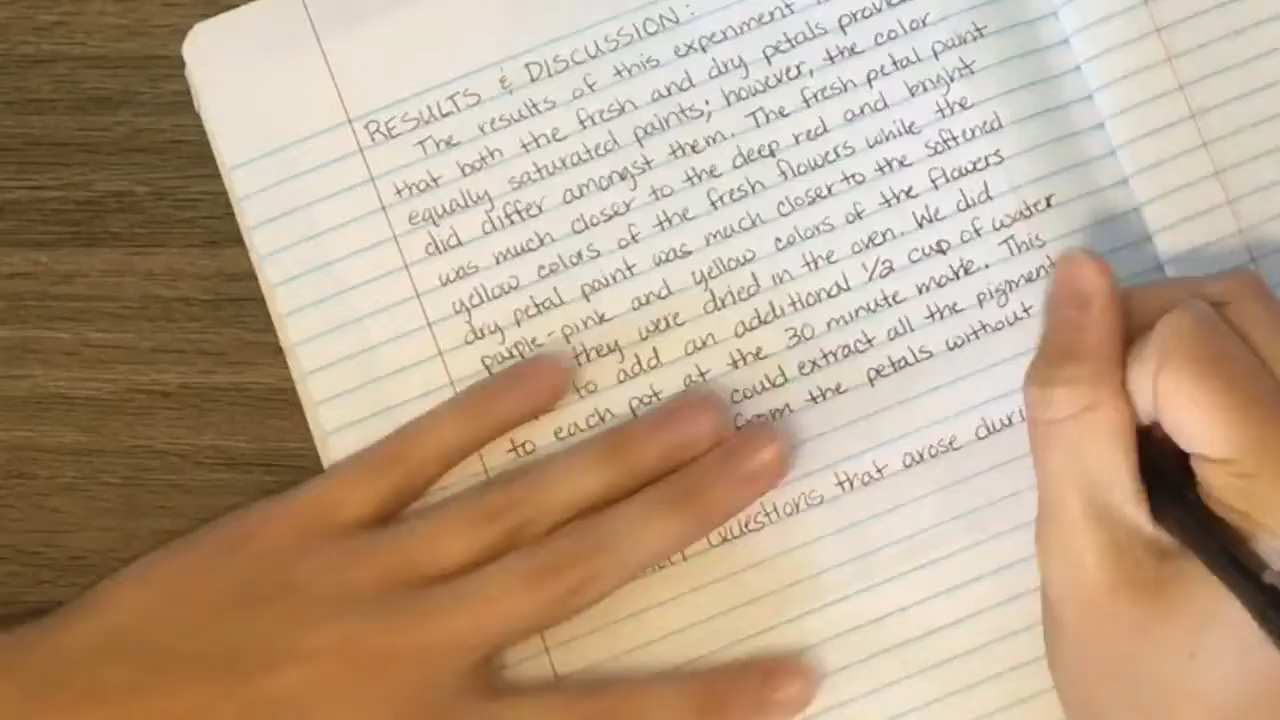 RESULTS & DISCUSSION:
The results of this experiment
that both the fresh and dry petals
equally saturated paints; however, the color
did differ amongst them. The fresh petal paint
was much closer to the deep red and bright
yellow colors of the fresh flowers while the
dry petal paint was much closer to the softened
purple-pink and yellow colors of the flowers
they were dried in the oven. We did
to add an additional 1/2 cup of water
to each pot at the 30 minute mark. This
could extract all the pigment
from the petals without
Questions that arose